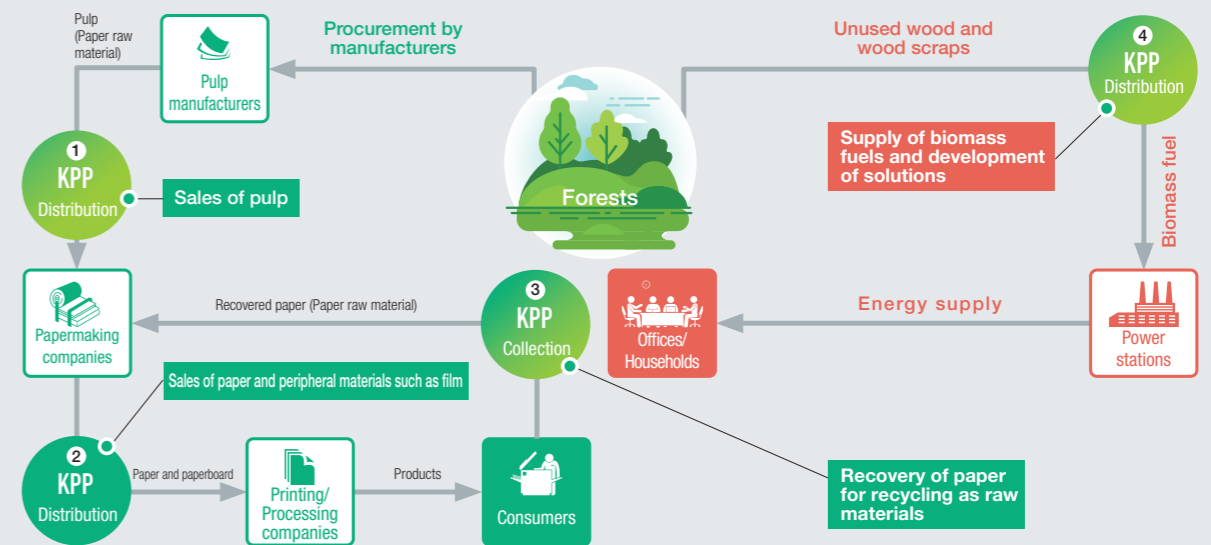 Pulp
(Paper raw
material)
Pulp
manufacturers
Procurement by
manufacturers
Forests
Unused wood and
wood scraps
4
KPP
Distribution
Supply of biomass
fuels and development
of solutions
Biomass fuel
1
KPP
Distribution
Sales of pulp
Papermaking
companies
Recovered paper (Paper raw material)
3
KPP
Collection
Offices/
Households
Energy supply
Power
stations
Sales of paper and peripheral materials such as film
2
KPP
Distribution
Paper and paperboard
Printing/
Processing
companies
Products
Consumers
Recovery of paper
for recycling as raw
materials